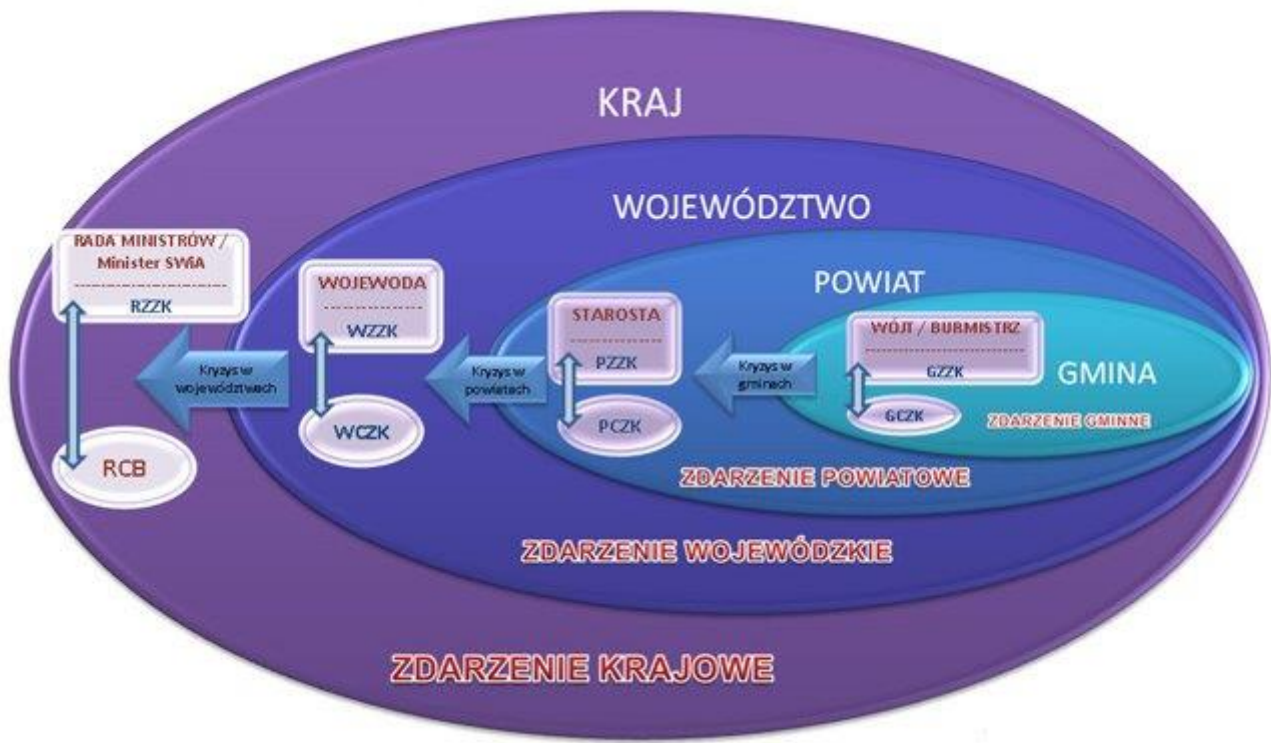 KRAJ
WOJEWÓDZTWO
POWIAT
GMINA
RADA MINISTRÓW /
Minister SWiA
RZZK
RCB
Kryzys w
województwach
WOJEWODA
WZZK
WCZK
Kryzys w
powiatach
STAROSTA
PZZK
PCZK
Kryzys w
gminach
WÓJT / BURMISTRZ
GZZK
GCZK
ZDARZENIE GMINNE
ZDARZENIE POWIATOWE
ZDARZENIE WOJEWÓDZKIE
ZDARZENIE KRAJOWE